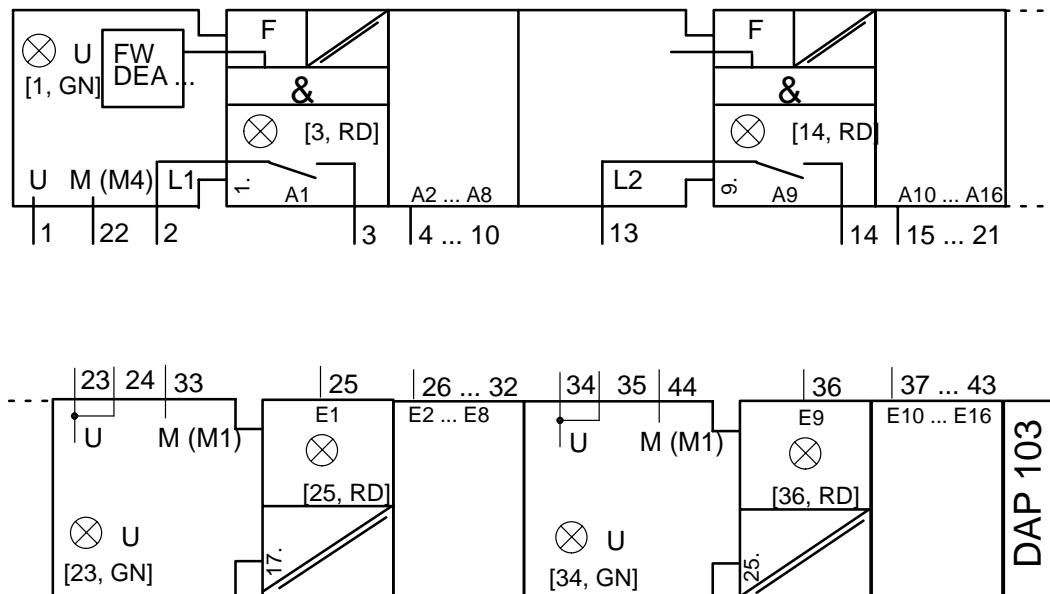 F F
U FW
DEA ...
[1, GN]
& &
[3, RD] [14, RD]
U M (M4) L1 1. A1 A2 ... A8 L2 9. A9 A10 ... A16
1 22 2 3 4 ... 10 13 14 15 ... 21
23 24 33 25 26 ... 32 34 35 44 36 37 ... 43
E1 E2 ... E8 E9 E10 ... E16
U M (M1) U M (M1)
[25, RD] [36, RD]
U U
[23, GN] 17. [34, GN] 25.
DAP 103